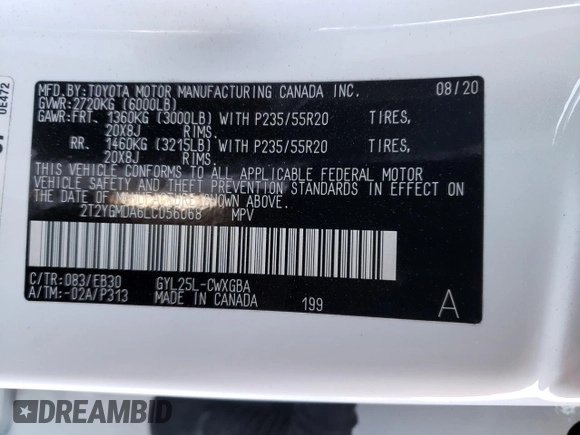 MFD.BY: TOYOTA MOTOR MANUFACTURING CANADA INC. 08/20
GVWR: 2720KG (6000LB)
GAWR: FRT. 1360KG (3000LB) WITH P235/55R20 TIRES,
20X8J RIMS.
RR. 1460KG (3215LB) WITH P235/55R20 TIRES,
20X8J RIMS.
THIS VEHICLE CONFORMS TO ALL APPLICABLE FEDERAL MOTOR
VEHICLE SAFETY AND THEFT PREVENTION STANDARDS IN EFFECT ON
THE DATE OF SHOWN ABOVE.
2T2YGMDA6LC056068 MPV
C/TR: 083/EB30 GYL25L-CWXGBA
A/TM: -02A/P313 MADE IN CANADA 199 A
0E472
DREAMBID